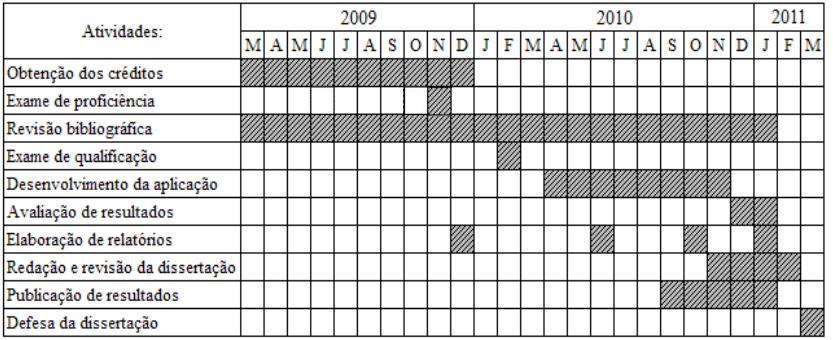 Atividades: 2009 2010 2011
M A M J J A S O N D J F M A M J J A S O N D J F M
Obtenção dos créditos
Exame de proficiência
Revisão bibliográfica
Exame de qualificação
Desenvolvimento da aplicação
Avaliação de resultados
Elaboração de relatórios
Redação e revisão da dissertação
Publicação de resultados
Defesa da dissertação